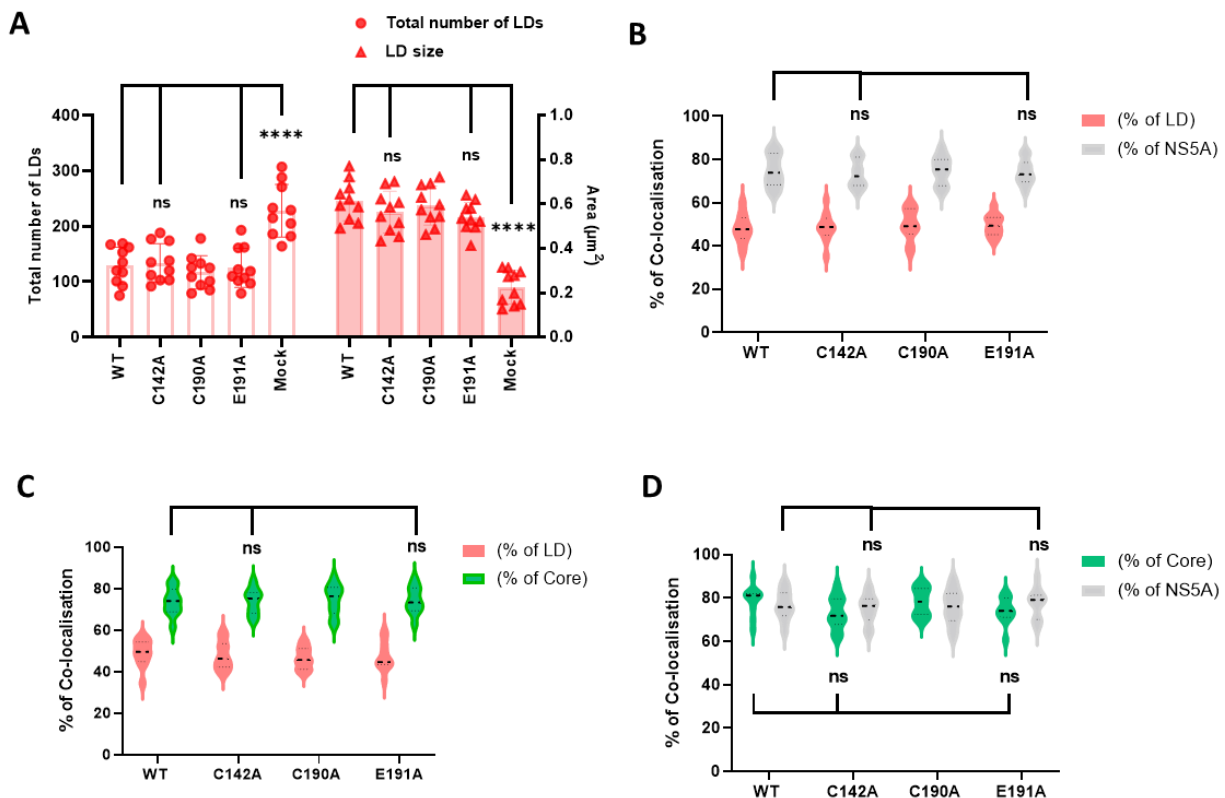 A
Total number of LDs
LD size
Total number of LDs
400
300
200
100
0
ns
ns
****
ns
ns
****
1.0
0.8
0.6
0.4
0.2
0.0
Area (μm²)
WT
C142A
C190A
E191A
Mock
WT
C142A
C190A
E191A
Mock
B
% of Co-localisation
100
80
60
40
20
0
ns
ns
(% of LD)
(% of NS5A)
WT
C142A
C190A
E191A
C
% of Co-localisation
100
80
60
40
20
0
ns
ns
(% of LD)
(% of Core)
WT
C142A
C190A
E191A
D
% of Co-localisation
100
80
60
40
20
0
ns
ns
ns
ns
(% of Core)
(% of NS5A)
WT
C142A
C190A
E191A